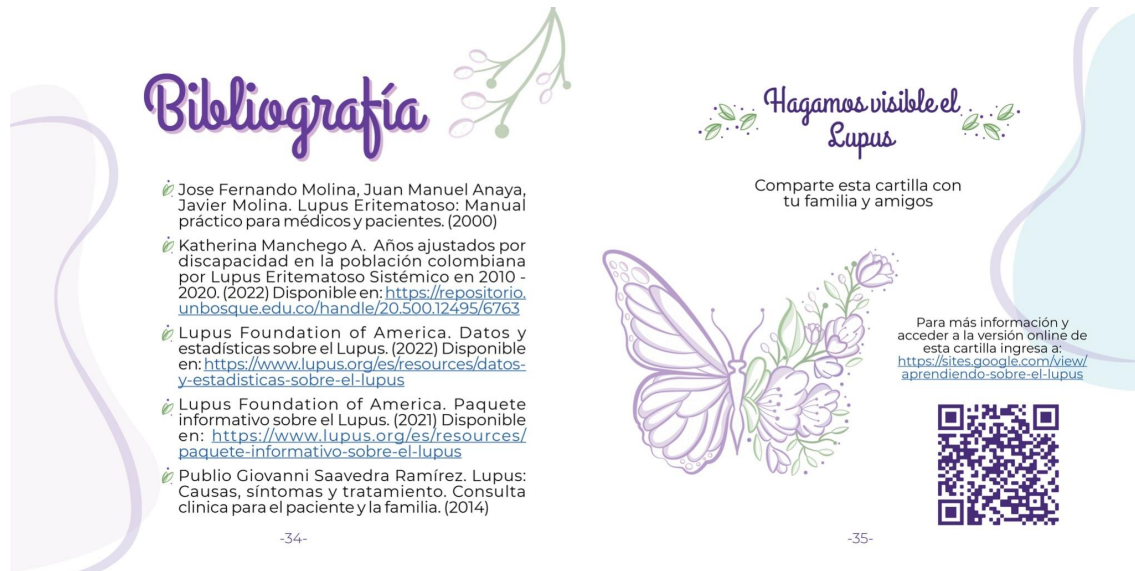 Bibliografía
Jose Fernando Molina, Juan Manuel Anaya,
Javier Molina. Lupus Eritematoso: Manual
práctico para médicos y pacientes. (2000)
Katherina Manchego A. Años ajustados por
discapacidad en la población colombiana
por Lupus Eritematoso Sistémico en 2010 -
2020. (2022) Disponible en: https://repositorio.
unbosque.edu.co/handle/20.500.12495/6763
Lupus Foundation of America. Datos y
estadísticas sobre el Lupus. (2022) Disponible
en: https://www.lupus.org/es/resources/datos-
y-estadisticas-sobre-el-lupus
Lupus Foundation of America. Paquete
informativo sobre el Lupus. (2021) Disponible
en: https://www.lupus.org/es/resources/
paquete-informativo-sobre-el-lupus
Publio Giovanni Saavedra Ramírez. Lupus:
Causas, síntomas y tratamiento. Consulta
clinica para el paciente y la familia. (2014)
-34-
Hagamos visible el
Lupus
Comparte esta cartilla con
tu familia y amigos
Para más información y
acceder a la versión online de
esta cartilla ingresa a:
https://sites.google.com/view/
aprendiendo-sobre-el-lupus
-35-